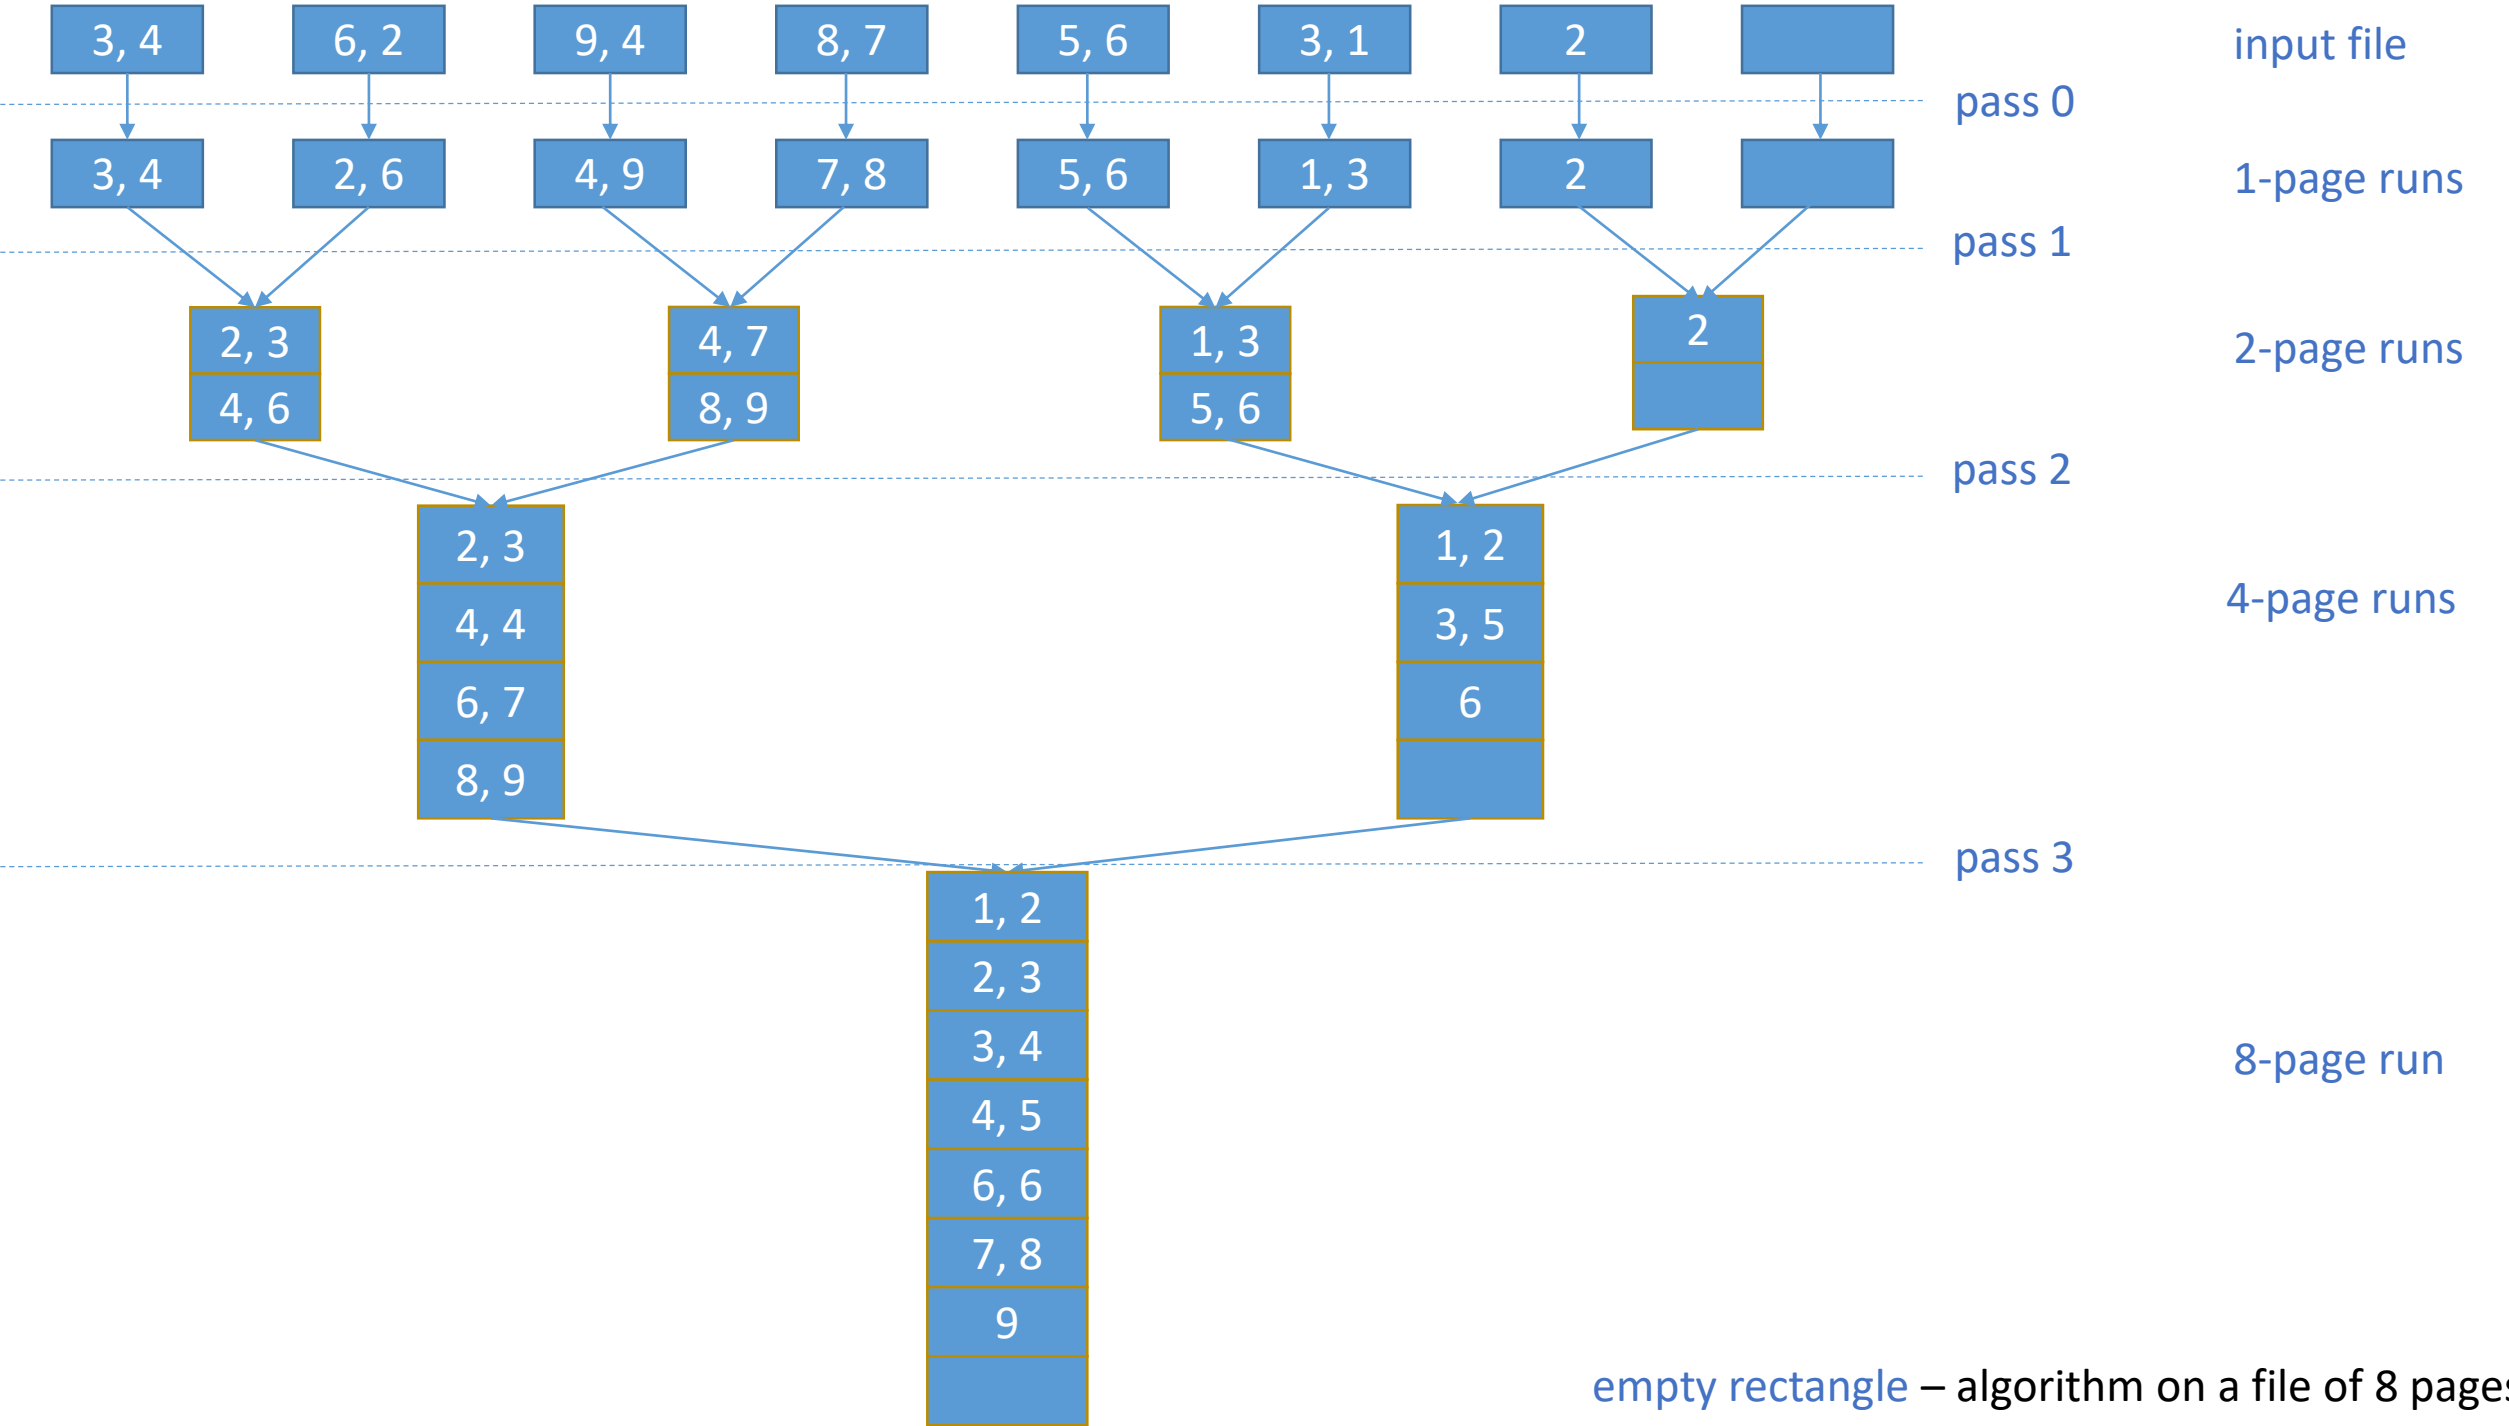 3, 4 6, 2 9, 4 8, 7 5, 6 3, 1 2 input file
pass 0
3, 4 2, 6 4, 9 7, 8 5, 6 1, 3 2 1-page runs
pass 1
2, 3 4, 7 1, 3 2 2-page runs
4, 6 8, 9 5, 6
pass 2
2, 3 1, 2
4, 4 3, 5 4-page runs
6, 7 6
8, 9
pass 3
1, 2
2, 3
3, 4 8-page run
4, 5
6, 6
7, 8
9
empty rectangle – algorithm on a file of 8 pages